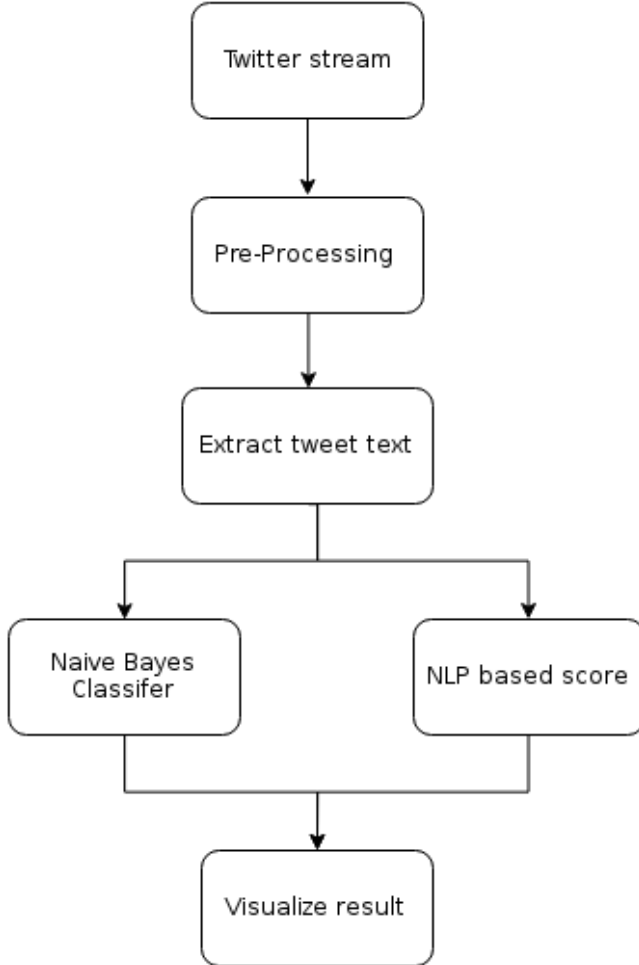 Twitter stream
Pre-Processing
Extract tweet text
Naive Bayes
Classifer
NLP based score
Visualize result